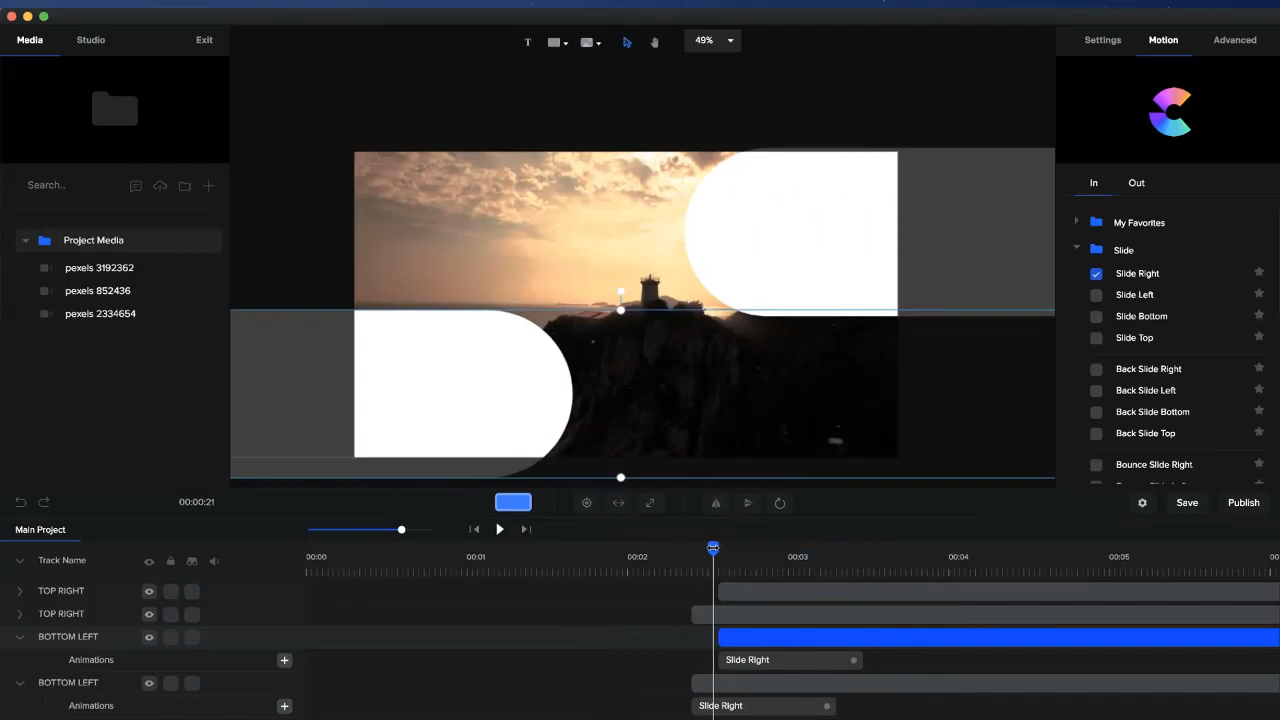 Media Studio Exit
T
49%
Settings Motion Advanced
Search..
Project Media
pexels 3192362
pexels 852436
pexels 2334654
In Out
My Favorites
Slide
Slide Right
Slide Left
Slide Bottom
Slide Top
Back Slide Right
Back Slide Left
Back Slide Bottom
Back Slide Top
Bounce Slide Right
00:00:21
Save Publish
Main Project
Track Name
00:00 00:01 00:02 00:03 00:04 00:05
TOP RIGHT
TOP RIGHT
BOTTOM LEFT
Animations
Slide Right
BOTTOM LEFT
Animations
Slide Right